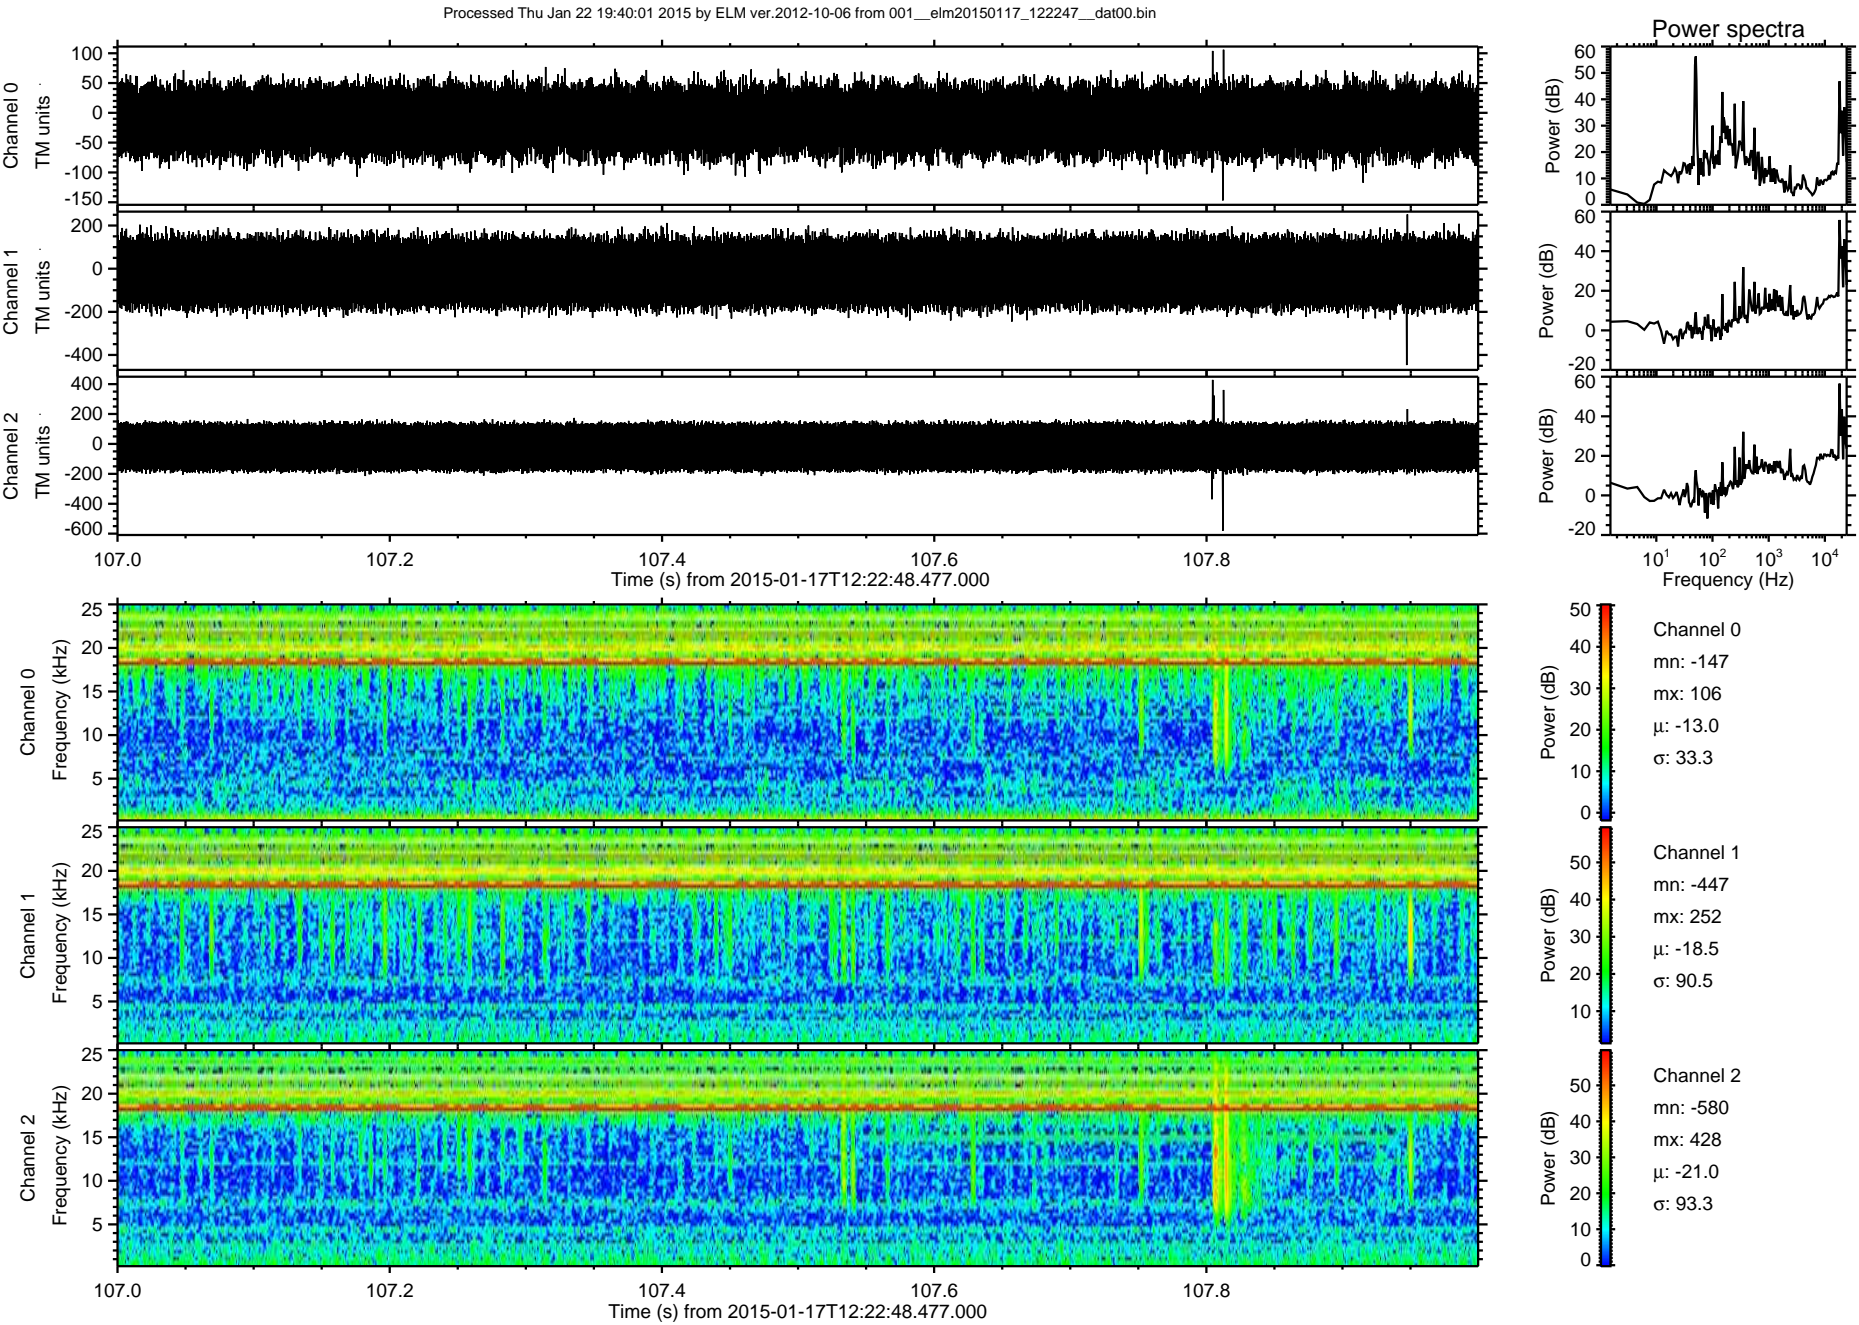 Processed Thu Jan 22 19:40:01 2015 by ELM ver.2012-10-06 from 001__elm20150117_122247__dat00.bin
Power spectra
Channel 0
TM units
100
50
0
-50
-100
-150
Power (dB)
60
50
40
30
20
10
0
Channel 1
TM units
200
0
-200
-400
Power (dB)
60
40
20
0
-20
Channel 2
TM units
400
200
0
-200
-400
-600
Power (dB)
60
40
20
0
-20
107.0 107.2 107.4 107.6 107.8
Time (s) from 2015-01-17T12:22:48.477.000
10^1 10^2 10^3 10^4
Frequency (Hz)
Channel 0
Frequency (kHz)
25
20
15
10
5
Power (dB)
50
40
30
20
10
0
Channel 0
mn: -147
mx: 106
μ: -13.0
σ: 33.3
Channel 1
Frequency (kHz)
25
20
15
10
5
Power (dB)
50
40
30
20
10
Channel 1
mn: -447
mx: 252
μ: -18.5
σ: 90.5
Channel 2
Frequency (kHz)
25
20
15
10
5
Power (dB)
50
40
30
20
10
0
Channel 2
mn: -580
mx: 428
μ: -21.0
σ: 93.3
107.0 107.2 107.4 107.6 107.8
Time (s) from 2015-01-17T12:22:48.477.000